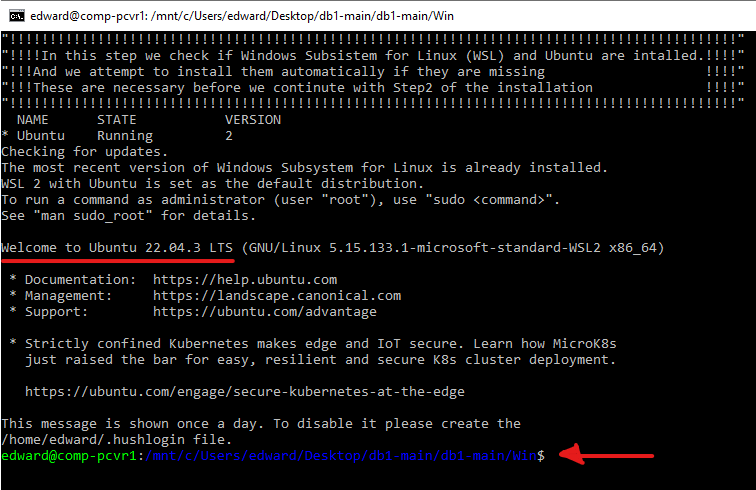 edward@comp-pcvr1: /mnt/c/Users/edward/Desktop/db1-main/db1-main/Win
"!!!!!!!!!!!!!!!!!!!!!!!!!!!!!!!!!!!!!!!!!!!!!!!!!!!!!!!!!!!!!!!!!!!!!!!!!!!!!!!!!!!!!!!!!!!"
"!!!!In this step we check if Windows Subsistem for Linux (WSL) and Ubuntu are intalled.!!!!"
"!!!And we attempt to install them automatically if they are missing                    !!!!"
"!!!These are necessary before we continue with Step2 of the installation              !!!!"
"!!!!!!!!!!!!!!!!!!!!!!!!!!!!!!!!!!!!!!!!!!!!!!!!!!!!!!!!!!!!!!!!!!!!!!!!!!!!!!!!!!!!!!!!!!!"
  NAME      STATE           VERSION
* Ubuntu    Running         2
Checking for updates.
The most recent version of Windows Subsystem for Linux is already installed.
WSL 2 with Ubuntu is set as the default distribution.
To run a command as administrator (user "root"), use "sudo <command>".
See "man sudo_root" for details.
Welcome to Ubuntu 22.04.3 LTS (GNU/Linux 5.15.133.1-microsoft-standard-WSL2 x86_64)
 * Documentation:  https://help.ubuntu.com
 * Management:     https://landscape.canonical.com
 * Support:        https://ubuntu.com/advantage
 * Strictly confined Kubernetes makes edge and IoT secure. Learn how MicroK8s
   just raised the bar for easy, resilient and secure K8s cluster deployment.
   https://ubuntu.com/engage/secure-kubernetes-at-the-edge
This message is shown once a day. To disable it please create the
/home/edward/.hushlogin file.
edward@comp-pcvr1:/mnt/c/Users/edward/Desktop/db1-main/db1-main/Win$